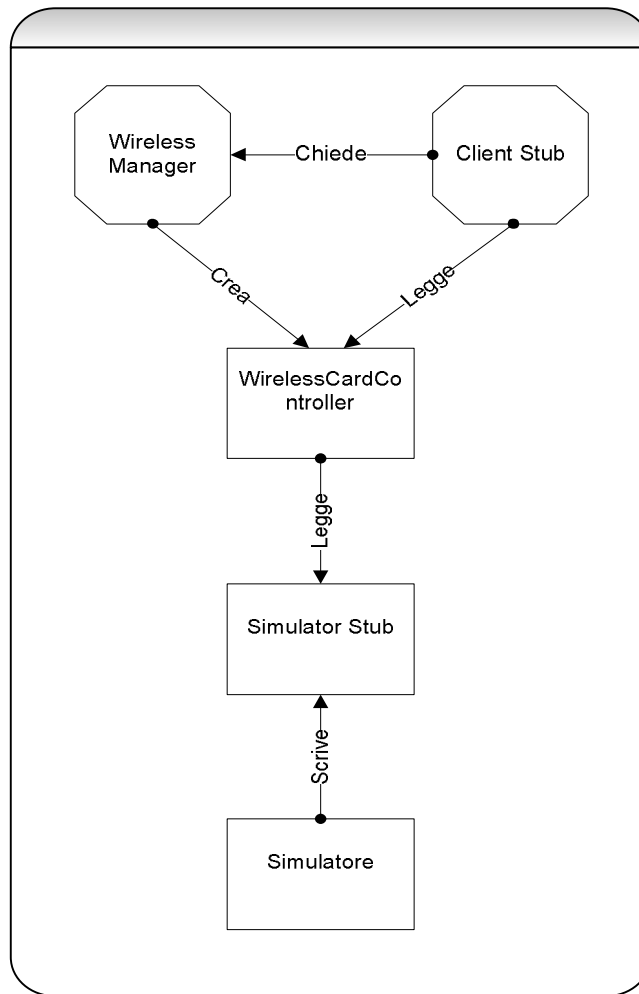 Wireless
Manager
Chiede
Client Stub
Crea
Legge
WirelessCardCo
ntroller
Legge
Simulator Stub
Scrive
Simulatore